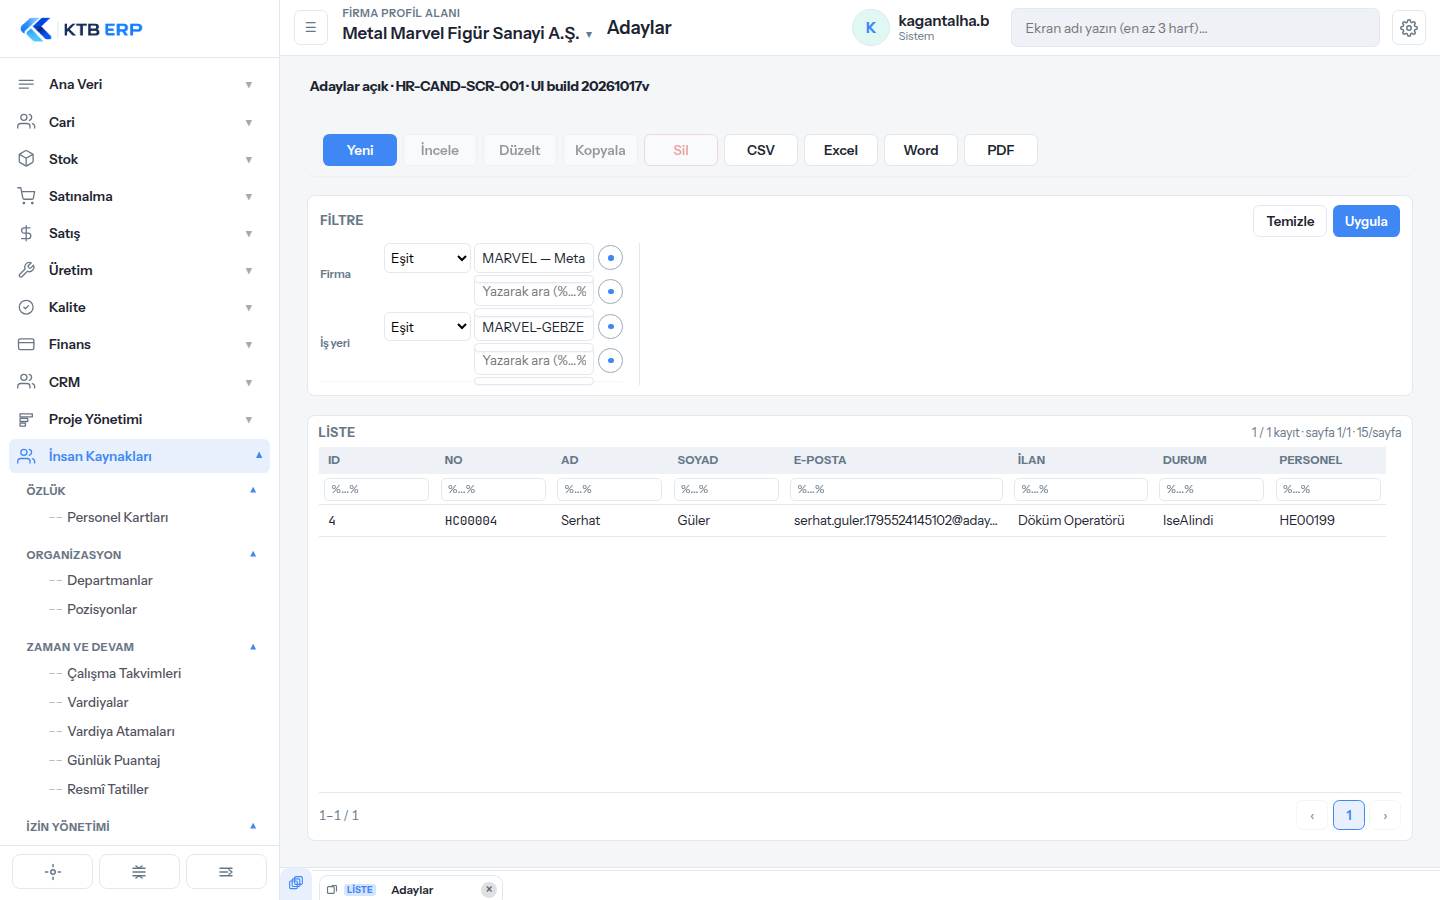 KTB ERP
FİRMA PROFİL ALANI
Metal Marvel Figür Sanayi A.Ş. ▾
Adaylar
K
kagantalha.b
Sistem
Ekran adı yazın (en az 3 harf)...
Ana Veri
Cari
Stok
Satınalma
Satış
Üretim
Kalite
Finans
CRM
Proje Yönetimi
İnsan Kaynakları
ÖZLÜK
Personel Kartları
ORGANİZASYON
Departmanlar
Pozisyonlar
ZAMAN VE DEVAM
Çalışma Takvimleri
Vardiyalar
Vardiya Atamaları
Günlük Puantaj
Resmî Tatiller
İZİN YÖNETİMİ
Adaylar açık · HR-CAND-SCR-001 · UI build 20261017v
Yeni İncele Düzelt Kopyala Sil CSV Excel Word PDF
FİLTRE
Temizle Uygula
Firma
Eşit MARVEL — Meta
Yazarak ara (%...%
İş yeri
Eşit MARVEL-GEBZE
Yazarak ara (%...%
LİSTE
1 / 1 kayıt · sayfa 1/1 · 15/sayfa
ID NO AD SOYAD E-POSTA İLAN DURUM PERSONEL
%...% %...% %...% %...% %...% %...% %...% %...%
4 HC00004 Serhat Güler serhat.guler.1795524145102@aday... Döküm Operatörü IseAlindi HE00199
1–1 / 1
‹ 1 ›
LİSTE Adaylar ×